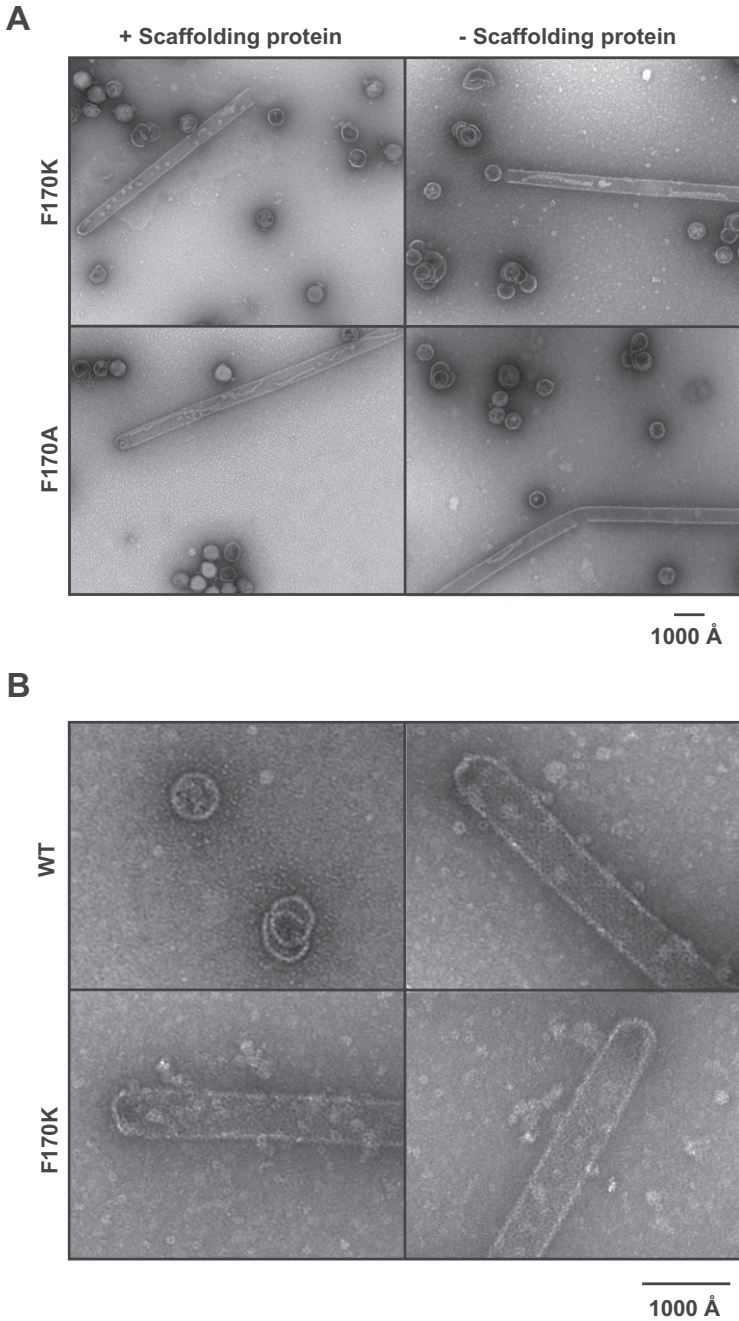 A
+ Scaffolding protein
- Scaffolding protein
F170K
F170A
1000 Å
B
WT
F170K
1000 Å